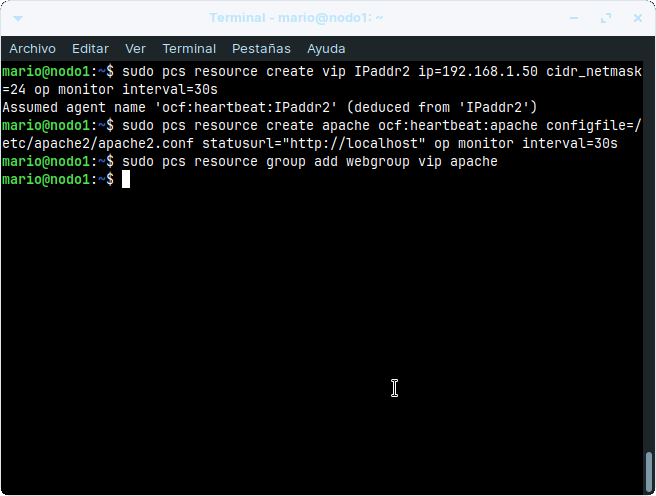 Terminal - mario@nodo1: ~
Archivo Editar Ver Terminal Pestañas Ayuda
mario@nodo1:~$ sudo pcs resource create vip IPaddr2 ip=192.168.1.50 cidr_netmask
=24 op monitor interval=30s
Assumed agent name 'ocf:heartbeat:IPaddr2' (deduced from 'IPaddr2')
mario@nodo1:~$ sudo pcs resource create apache ocf:heartbeat:apache configfile=/
etc/apache2/apache2.conf statusurl="http://localhost" op monitor interval=30s
mario@nodo1:~$ sudo pcs resource group add webgroup vip apache
mario@nodo1:~$